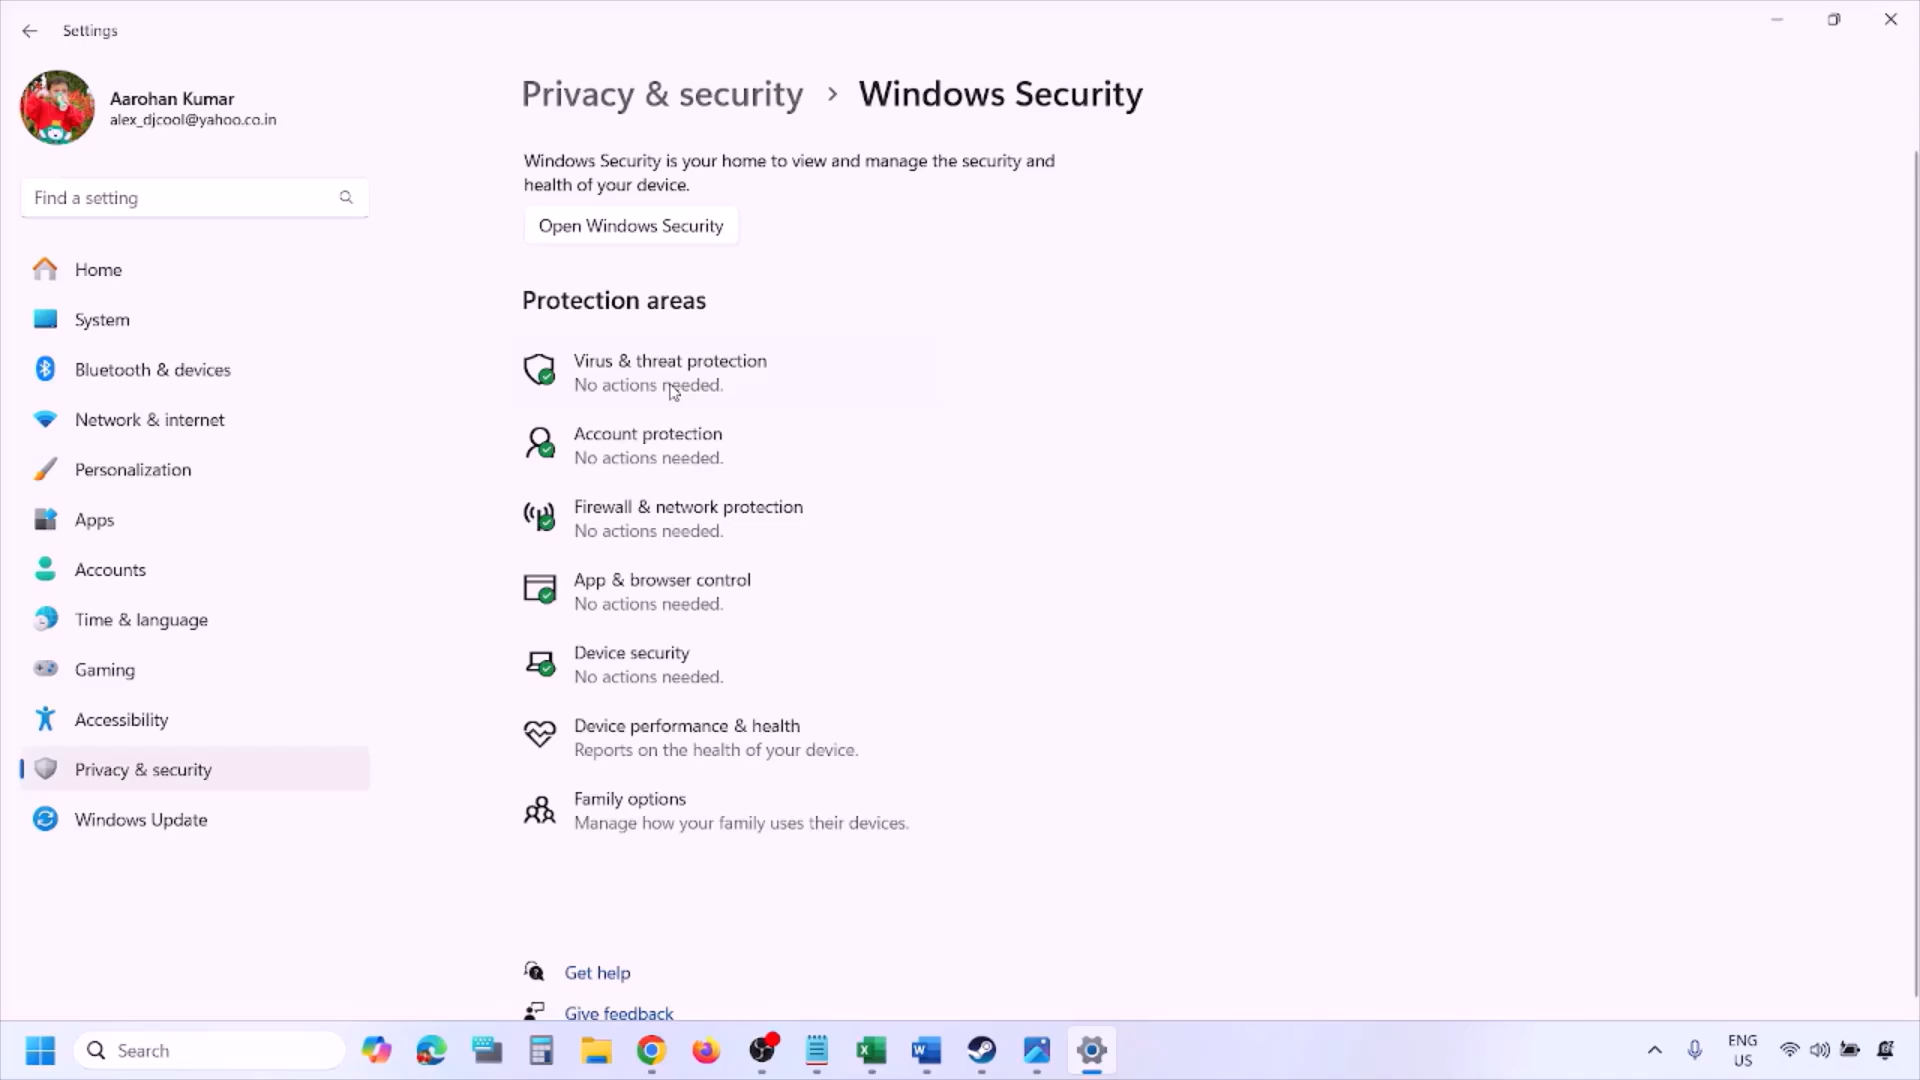 Settings
Aarohan Kumar
alex_djcool@yahoo.co.in
Find a setting
Home
System
Bluetooth & devices
Network & internet
Personalization
Apps
Accounts
Time & language
Gaming
Accessibility
Privacy & security
Windows Update
Privacy & security > Windows Security
Windows Security is your home to view and manage the security and
health of your device.
Open Windows Security
Protection areas
Virus & threat protection
No actions needed.
Account protection
No actions needed.
Firewall & network protection
No actions needed.
App & browser control
No actions needed.
Device security
No actions needed.
Device performance & health
Reports on the health of your device.
Family options
Manage how your family uses their devices.
Get help
Give feedback
Search
ENG
US